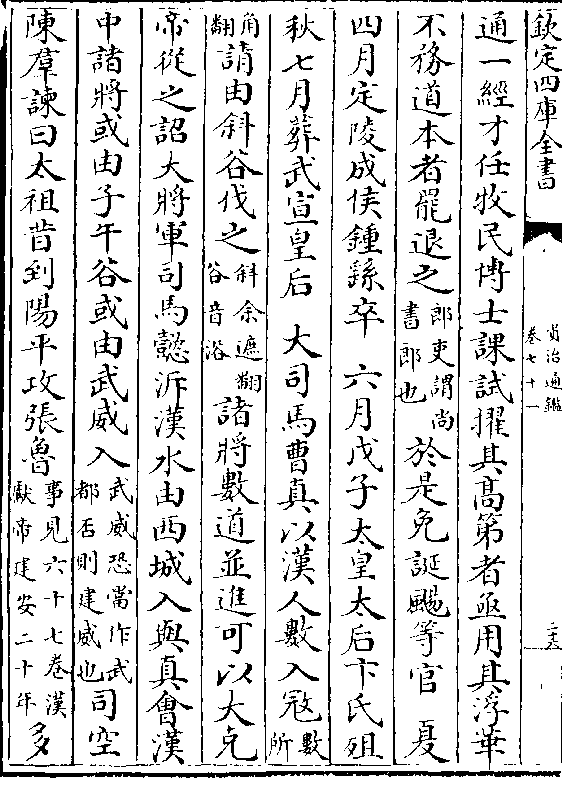 欽定四庫全書
資治通鑑
卷七十一
通一經才任牧民博士課試擢其高第者亟用其浮華
不務道本者罷退之郎吏謂尚書郎也於是免誕颺等官 夏
四月定陵成侯鍾繇卒 六月戊子太皇太后卞氏殂
秋七月葬武宣皇后 大司馬曹真以漢人數入宼數所
角翻請由斜谷伐之斜余遮翻谷音浴諸將數道並進可以大克
帝從之詔大將軍司馬懿泝漢水由西城入與真會漢
中諸將或由子午谷或由武威入武威恐當作武都否則建威也司空
陳羣諫曰太祖昔到陽平攻張魯事見六十七卷漢獻帝建安二十年多